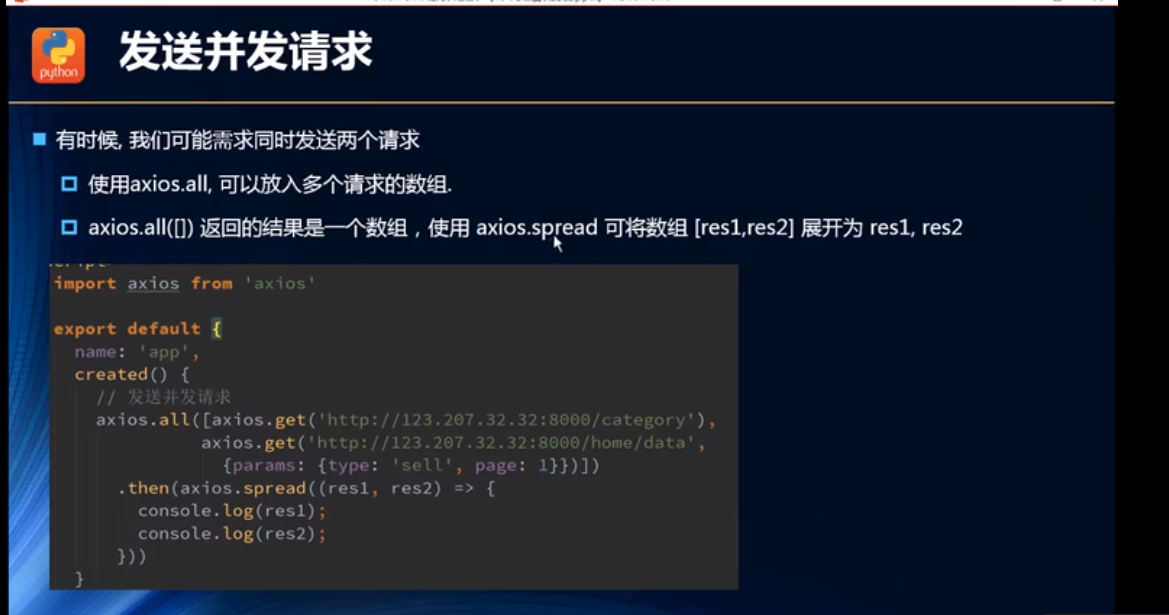 python
发送并发请求
有时候, 我们可能需求同时发送两个请求
使用axios.all, 可以放入多个请求的数组.
axios.all([]) 返回的结果是一个数组，使用 axios.spread 可将数组 [res1,res2] 展开为 res1, res2
import axios from 'axios'
export default {
name: 'app',
created() {
// 发送并发请求
axios.all([axios.get('http://123.207.32.32:8000/category'),
axios.get('http://123.207.32.32:8000/home/data',
{params: {type: 'sell', page: 1}})])
.then(axios.spread((res1, res2) => {
console.log(res1);
console.log(res2);
}))
}